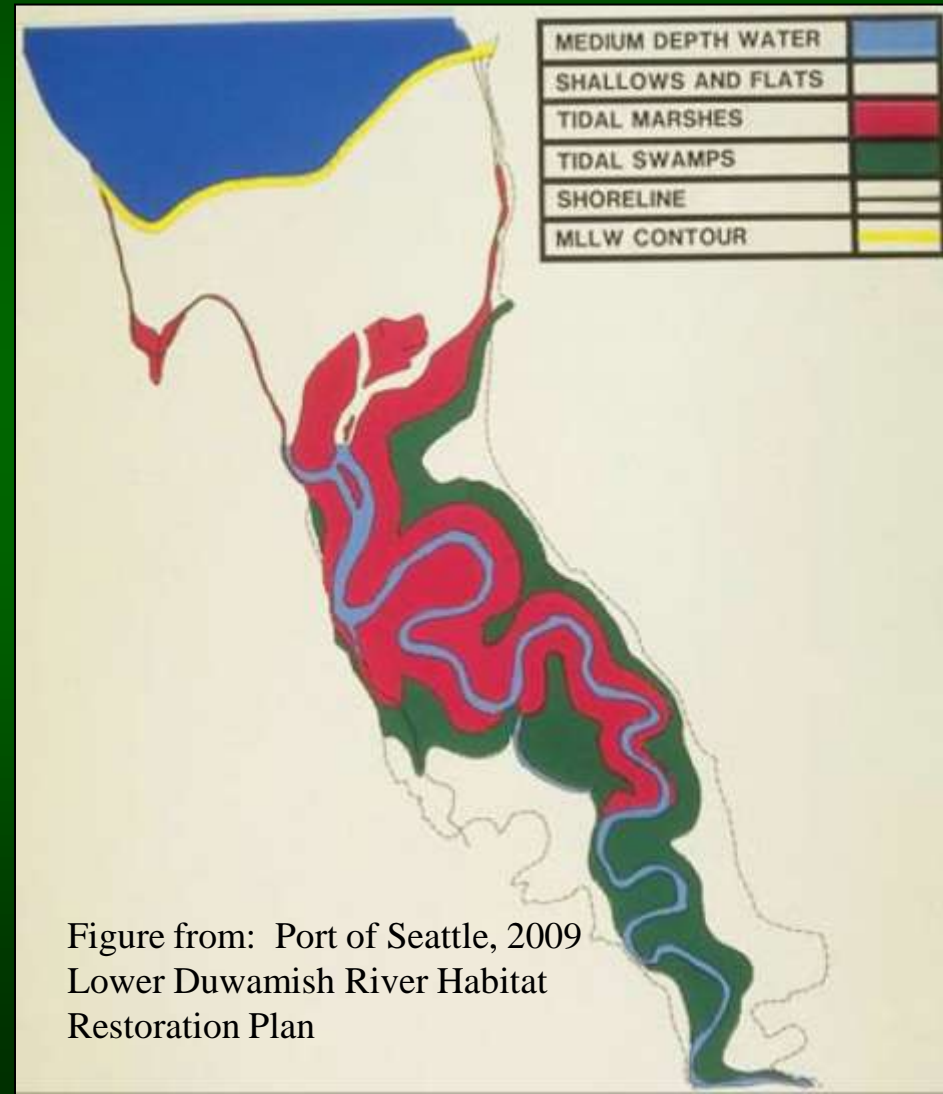 MEDIUM DEPTH WATER
SHALLOWS AND FLATS
TIDAL MARSHES
TIDAL SWAMPS
SHORELINE
MLLW CONTOUR
Figure from: Port of Seattle, 2009
Lower Duwamish River Habitat
Restoration Plan